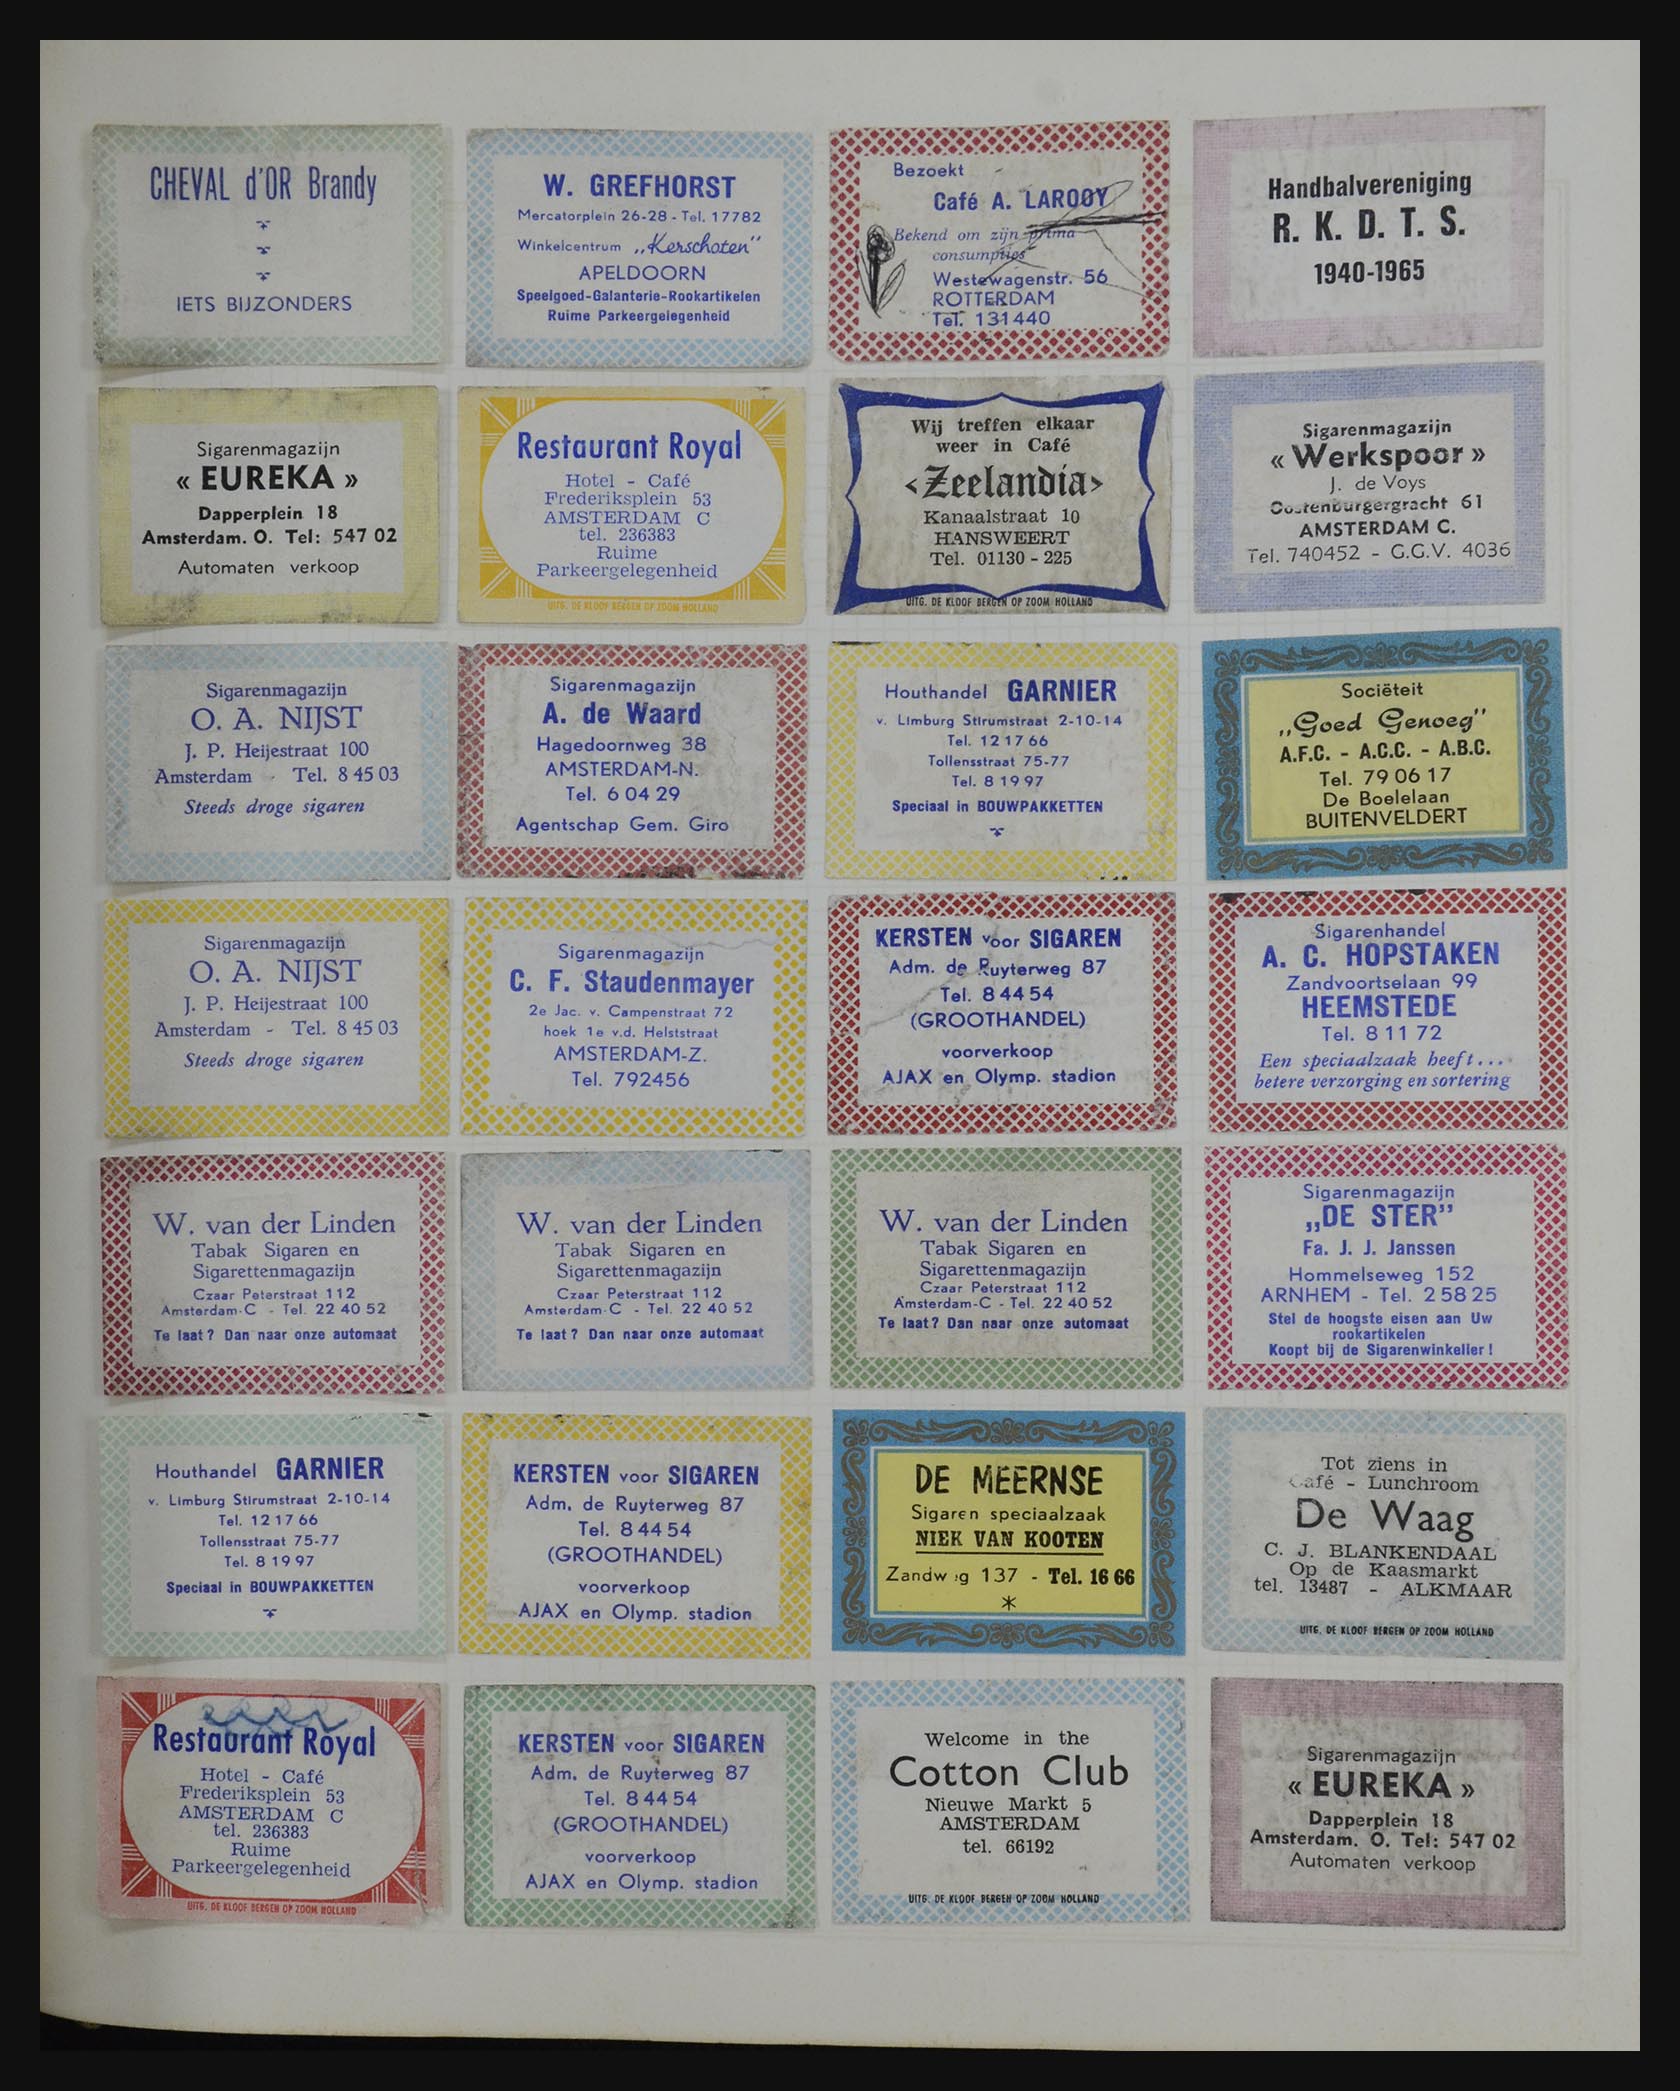 CHEVAL d'OR Brandy
IETS BIJZONDERS
W. GREFHORST
Mercatorplein 26-28 - Tel. 17782
Winkelcentrum „Kerschoten”
APELDOORN
Speelgoed-Galanterie-Rookartikelen
Ruime Parkeergelegenheid
Bezoekt
Café A. LAROOY
Bekend om zijn prima
consumpties
Westewagenstr. 56
ROTTERDAM
Tel. 131440
Handbalvereniging
R. K. D. T. S.
1940-1965
Sigarenmagazijn
« EUREKA »
Dapperplein 18
Amsterdam. O. Tel: 547 02
Automaten verkoop
Restaurant Royal
Hotel - Café
Frederiksplein 53
AMSTERDAM C
tel. 236383
Ruime
Parkeergelegenheid
UITG. DE KLOOF BERGEN OP ZOOM HOLLAND
Wij treffen elkaar
weer in Café
<Zeelandia>
Kanaalstraat 10
HANSWEERT
Tel. 01130 - 225
UITG. DE KLOOF BERGEN OP ZOOM HOLLAND
Sigarenmagazijn
« Werkspoor »
J. de Voys
Oostenburgergracht 61
AMSTERDAM C.
Tel. 740452 - G.G.V. 4036
Sigarenmagazijn
O. A. NIJST
J. P. Heijestraat 100
Amsterdam - Tel. 8 45 03
Steeds droge sigaren
Sigarenmagazijn
A. de Waard
Hagedoornweg 38
AMSTERDAM-N.
Tel. 6 04 29
Agentschap Gem. Giro
Houthandel GARNIER
v. Limburg Stirumstraat 2-10-14
Tel. 12 17 66
Tollensstraat 75-77
Tel. 8 19 97
Speciaal in BOUWPAKKETTEN
Sociëteit
„Goed Genoeg”
A.F.C. - A.C.C. - A.B.C.
Tel. 79 06 17
De Boelelaan
BUITENVELDERT
Sigarenmagazijn
O. A. NIJST
J. P. Heijestraat 100
Amsterdam - Tel. 8 45 03
Steeds droge sigaren
Sigarenmagazijn
C. F. Staudenmayer
2e Jac. v. Campenstraat 72
hoek 1e v.d. Helststraat
AMSTERDAM-Z.
Tel. 792456
KERSTEN voor SIGAREN
Adm. de Ruyterweg 87
Tel. 8 44 54
(GROOTHANDEL)
voorverkoop
AJAX en Olymp. stadion
Sigarenhandel
A. C. HOPSTAKEN
Zandvoortselaan 99
HEEMSTEDE
Tel. 8 11 72
Een speciaalzaak heeft...
betere verzorging en sortering
W. van der Linden
Tabak Sigaren en
Sigarettenmagazijn
Czaar Peterstraat 112
Amsterdam-C - Tel. 22 40 52
Te laat? Dan naar onze automaat
W. van der Linden
Tabak Sigaren en
Sigarettenmagazijn
Czaar Peterstraat 112
Amsterdam-C - Tel. 22 40 52
Te laat? Dan naar onze automaat
W. van der Linden
Tabak Sigaren en
Sigarettenmagazijn
Czaar Peterstraat 112
Amsterdam-C - Tel. 22 40 52
Te laat? Dan naar onze automaat
Sigarenmagazijn
„DE STER”
Fa. J. J. Janssen
Hommelseweg 152
ARNHEM - Tel. 2 58 25
Stel de hoogste eisen aan Uw
rookartikelen
Koopt bij de Sigarenwinkelier!
Houthandel GARNIER
v. Limburg Stirumstraat 2-10-14
Tel. 12 17 66
Tollensstraat 75-77
Tel. 8 19 97
Speciaal in BOUWPAKKETTEN
KERSTEN voor SIGAREN
Adm. de Ruyterweg 87
Tel. 8 44 54
(GROOTHANDEL)
voorverkoop
AJAX en Olymp. stadion
DE MEERNSE
Sigaren speciaalzaak
NIEK VAN KOOTEN
Zandweg 137 - Tel. 16 66
*
Tot ziens in
Café - Lunchroom
De Waag
C. J. BLANKENDAAL
Op de Kaasmarkt
tel. 13487 - ALKMAAR
UITG. DE KLOOF BERGEN OP ZOOM HOLLAND
Restaurant Royal
Hotel - Café
Frederiksplein 53
AMSTERDAM C
tel. 236383
Ruime
Parkeergelegenheid
UITG. DE KLOOF BERGEN OP ZOOM HOLLAND
KERSTEN voor SIGAREN
Adm. de Ruyterweg 87
Tel. 8 44 54
(GROOTHANDEL)
voorverkoop
AJAX en Olymp. stadion
Welcome in the
Cotton Club
Nieuwe Markt 5
AMSTERDAM
tel. 66192
UITG. DE KLOOF BERGEN OP ZOOM HOLLAND
Sigarenmagazijn
« EUREKA »
Dapperplein 18
Amsterdam. O. Tel: 547 02
Automaten verkoop